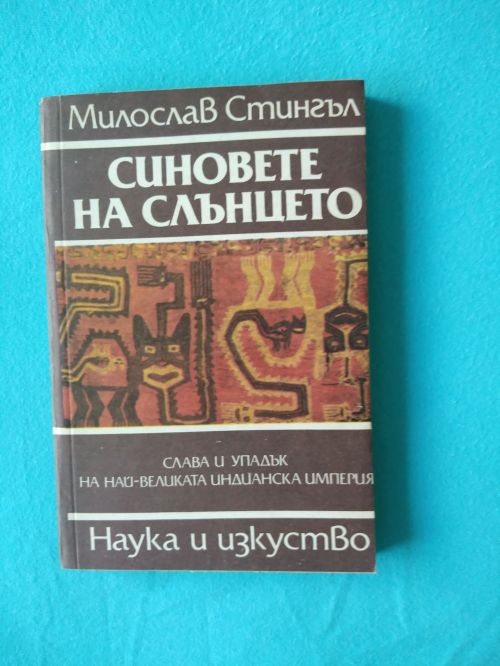 Милослав Стингъл
СИНОВЕТЕ
НА СЛЪНЦЕТО
СЛАВА И УПАДЪК
НА НАЙ-ВЕЛИКАТА ИНДИАНСКА ИМПЕРИЯ
Наука и изкуство